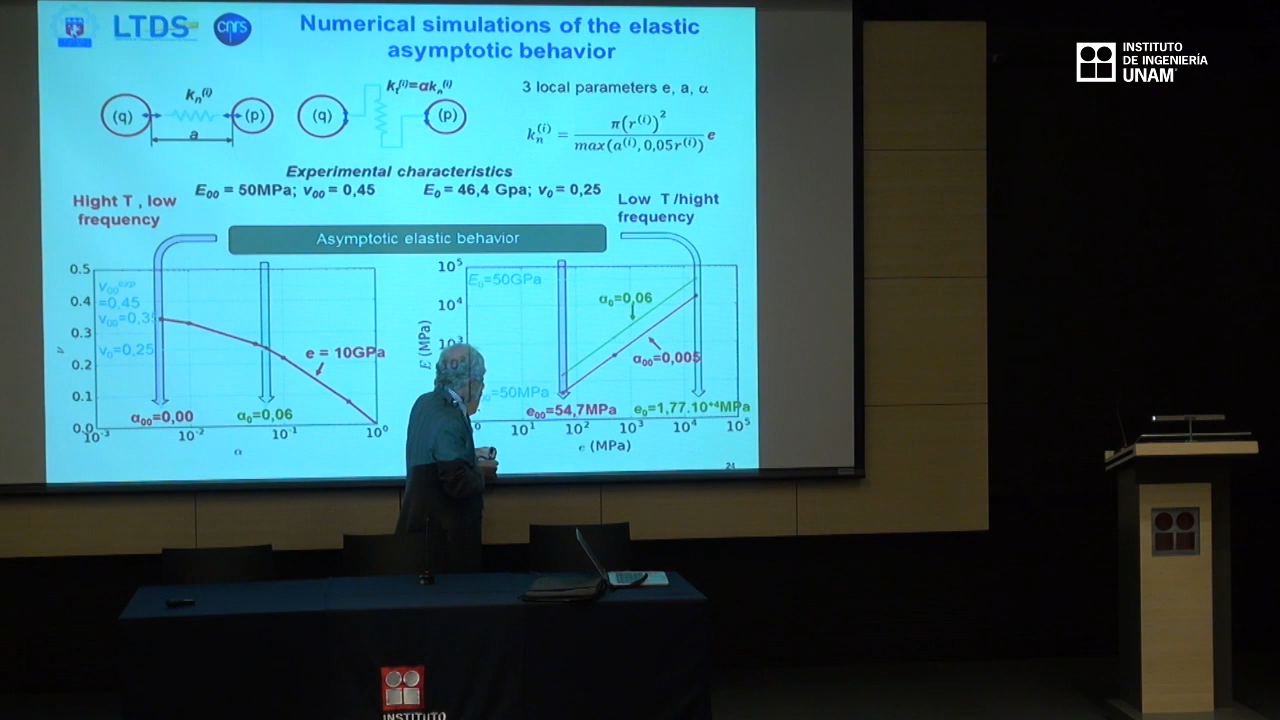 LTDS
cnrs
Numerical simulations of the elastic
asymptotic behavior
INSTITUTO
DE INGENIERÍA
UNAM
kₙ⁽ⁱ⁾
kₜ⁽ⁱ⁾=αkₙ⁽ⁱ⁾
(q)
(p)
(q)
(p)
a
3 local parameters e, a, α
kₙ⁽ⁱ⁾ = π(r⁽ⁱ⁾)² / max(a⁽ⁱ⁾, 0,05r⁽ⁱ⁾) e
Experimental characteristics
E₀₀ = 50MPa; ν₀₀ = 0,45
E₀ = 46,4 Gpa; ν₀ = 0,25
Hight T , low
frequency
Low T /hight
frequency
Asymptotic elastic behavior
0.5
0.4
0.3
0.2
0.1
0.0
ν
ν₀₀ᵉˣᵖ
=0,45
ν₀₀=0,35
ν₀=0,25
e = 10GPa
α₀₀=0,00
α₀=0,06
10⁻³
10⁻²
10⁻¹
10⁰
α
10⁵
10⁴
10³
10²
E (MPa)
E₀=50GPa
α₀=0,06
α₀₀=0,005
=50MPa
e₀₀=54,7MPa
e₀=1,77.10⁺⁴MPa
10¹
10²
10³
10⁴
10⁵
e (MPa)
24
INSTITUTO